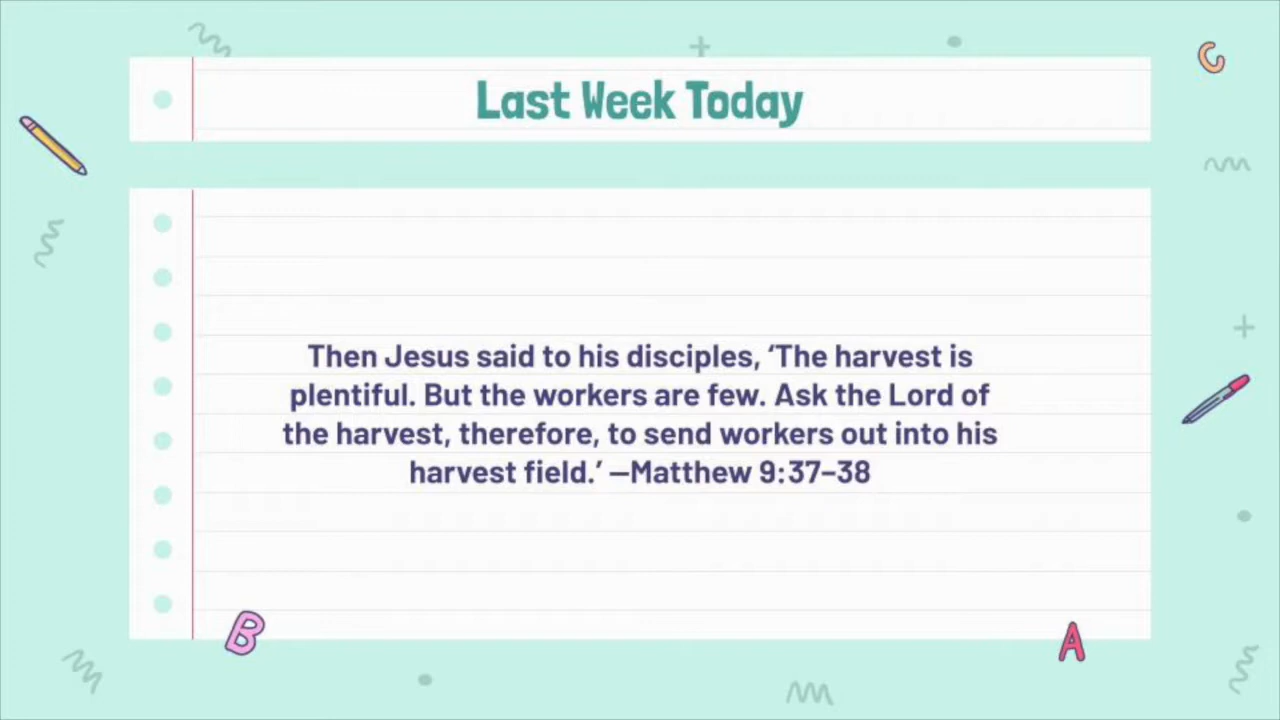 C
Last Week Today
Then Jesus said to his disciples, ‘The harvest is
plentiful. But the workers are few. Ask the Lord of
the harvest, therefore, to send workers out into his
harvest field.’ —Matthew 9:37–38
B
A